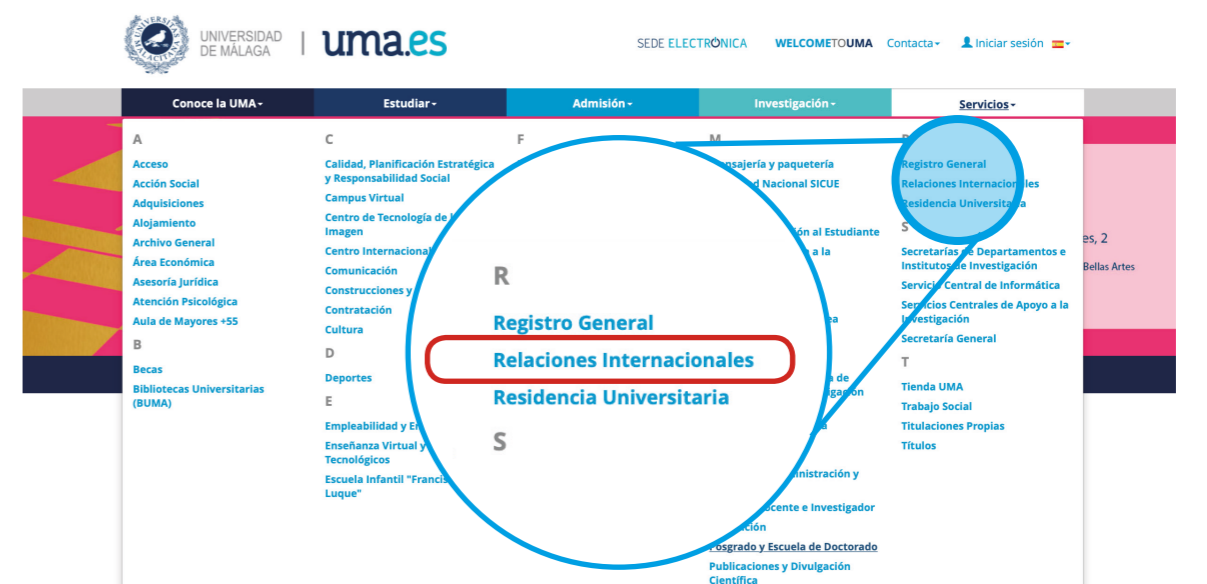 UNIVERSIDAD
DE MÁLAGA
uma.es
SEDE ELECTRÓNICA
WELCOMETOUMA
Contacta
Iniciar sesión
Conoce la UMA
Estudiar
Admisión
Investigación
Servicios
A
Acceso
Acción Social
Adquisiciones
Alojamiento
Archivo General
Área Económica
Asesoría Jurídica
Atención Psicológica
Aula de Mayores +55
B
Becas
Bibliotecas Universitarias
(BUMA)
C
Calidad, Planificación Estratégica
y Responsabilidad Social
Campus Virtual
Centro de Tecnología de
Imagen
Centro Internacional
Comunicación
Construcciones y
Contratación
Cultura
D
Deportes
E
Empleabilidad y
Enseñanza Virtual y
Tecnológicos
Escuela Infantil "Francis
Luque"
F
R
Registro General
Relaciones Internacionales
Residencia Universitaria
S
M
y paquetería
Nacional SICUE
al Estudiante
a la
de
y
e Investigador
Posgrado y Escuela de Doctorado
Publicaciones y Divulgación
Científica
Registro General
Relaciones Internacionales
Residencia Universitaria
S
Secretarías de Departamentos e
Institutos de Investigación
Servicio Central de Informática
Servicios Centrales de Apoyo a la
Investigación
Secretaría General
T
Tienda UMA
Trabajo Social
Titulaciones Propias
Títulos
es, 2
Bellas Artes